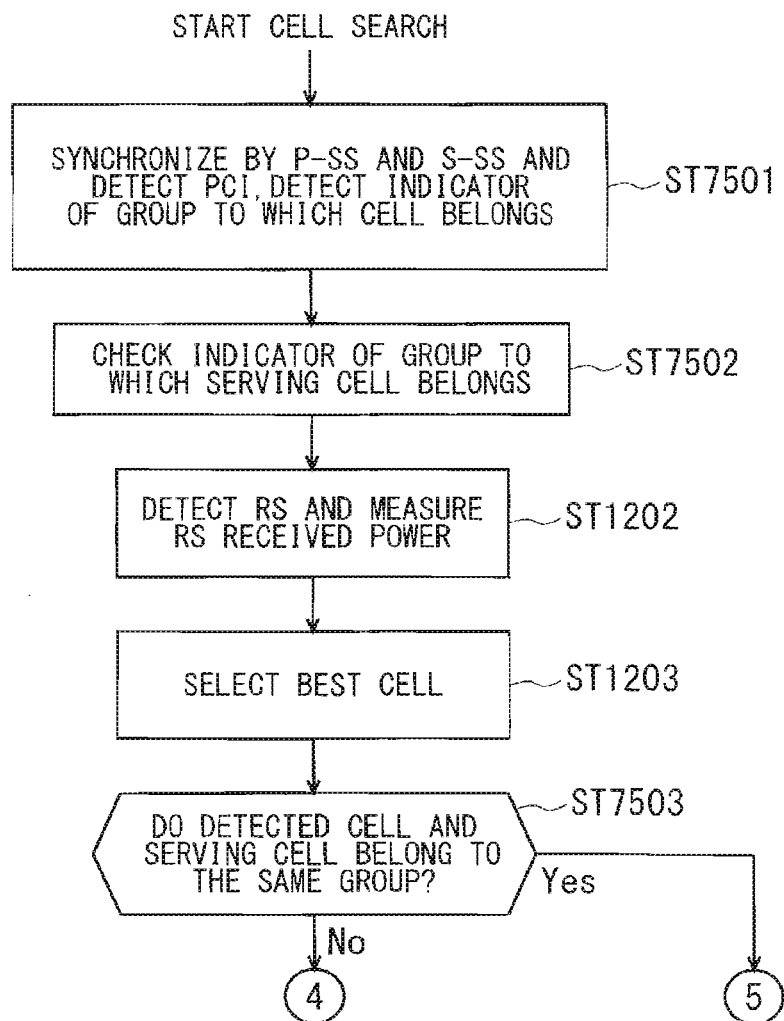 START CELL SEARCH
SYNCHRONIZE BY P-SS AND S-SS AND
DETECT PCI, DETECT INDICATOR
OF GROUP TO WHICH CELL BELONGS
ST7501
CHECK INDICATOR OF GROUP TO
WHICH SERVING CELL BELONGS
ST7502
DETECT RS AND MEASURE
RS RECEIVED POWER
ST1202
SELECT BEST CELL
ST1203
ST7503
DO DETECTED CELL AND
SERVING CELL BELONG TO
THE SAME GROUP?
Yes
No
4
5